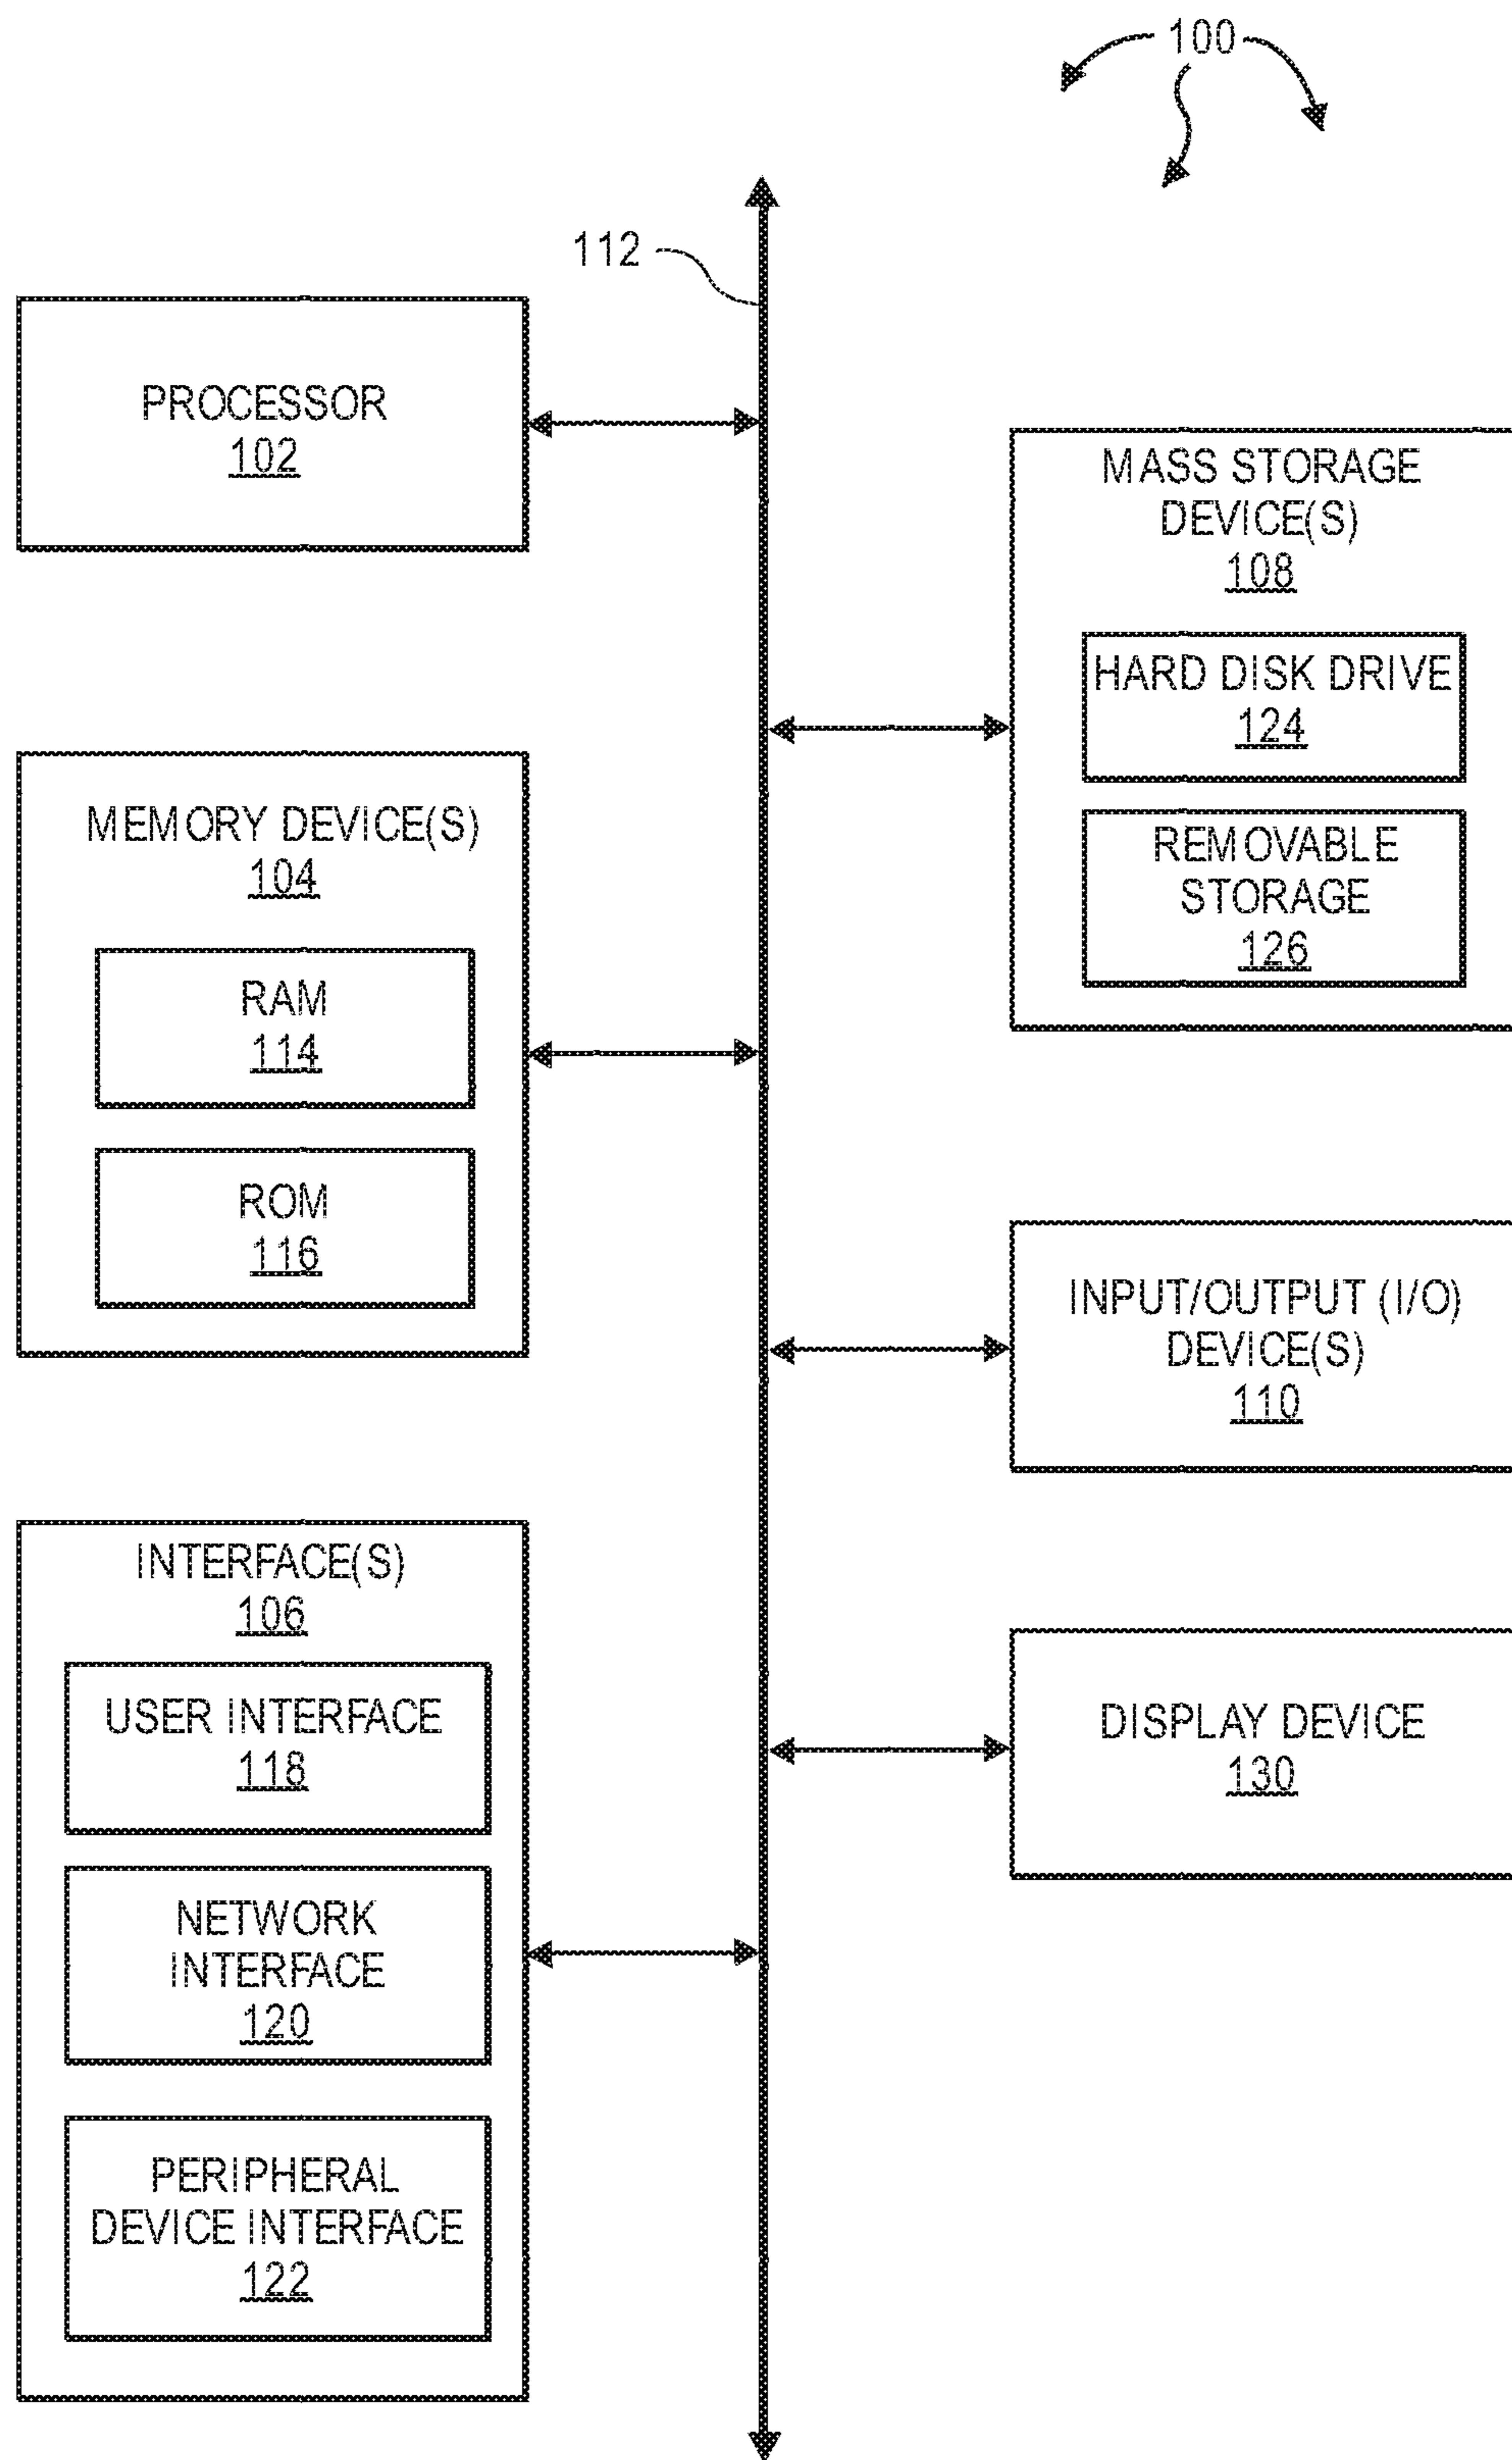 100
112
PROCESSOR
102
MEMORY DEVICE(S)
104
RAM
114
ROM
116
INTERFACE(S)
106
USER INTERFACE
118
NETWORK
INTERFACE
120
PERIPHERAL
DEVICE INTERFACE
122
MASS STORAGE
DEVICE(S)
108
HARD DISK DRIVE
124
REMOVABLE
STORAGE
126
INPUT/OUTPUT (I/O)
DEVICE(S)
110
DISPLAY DEVICE
130